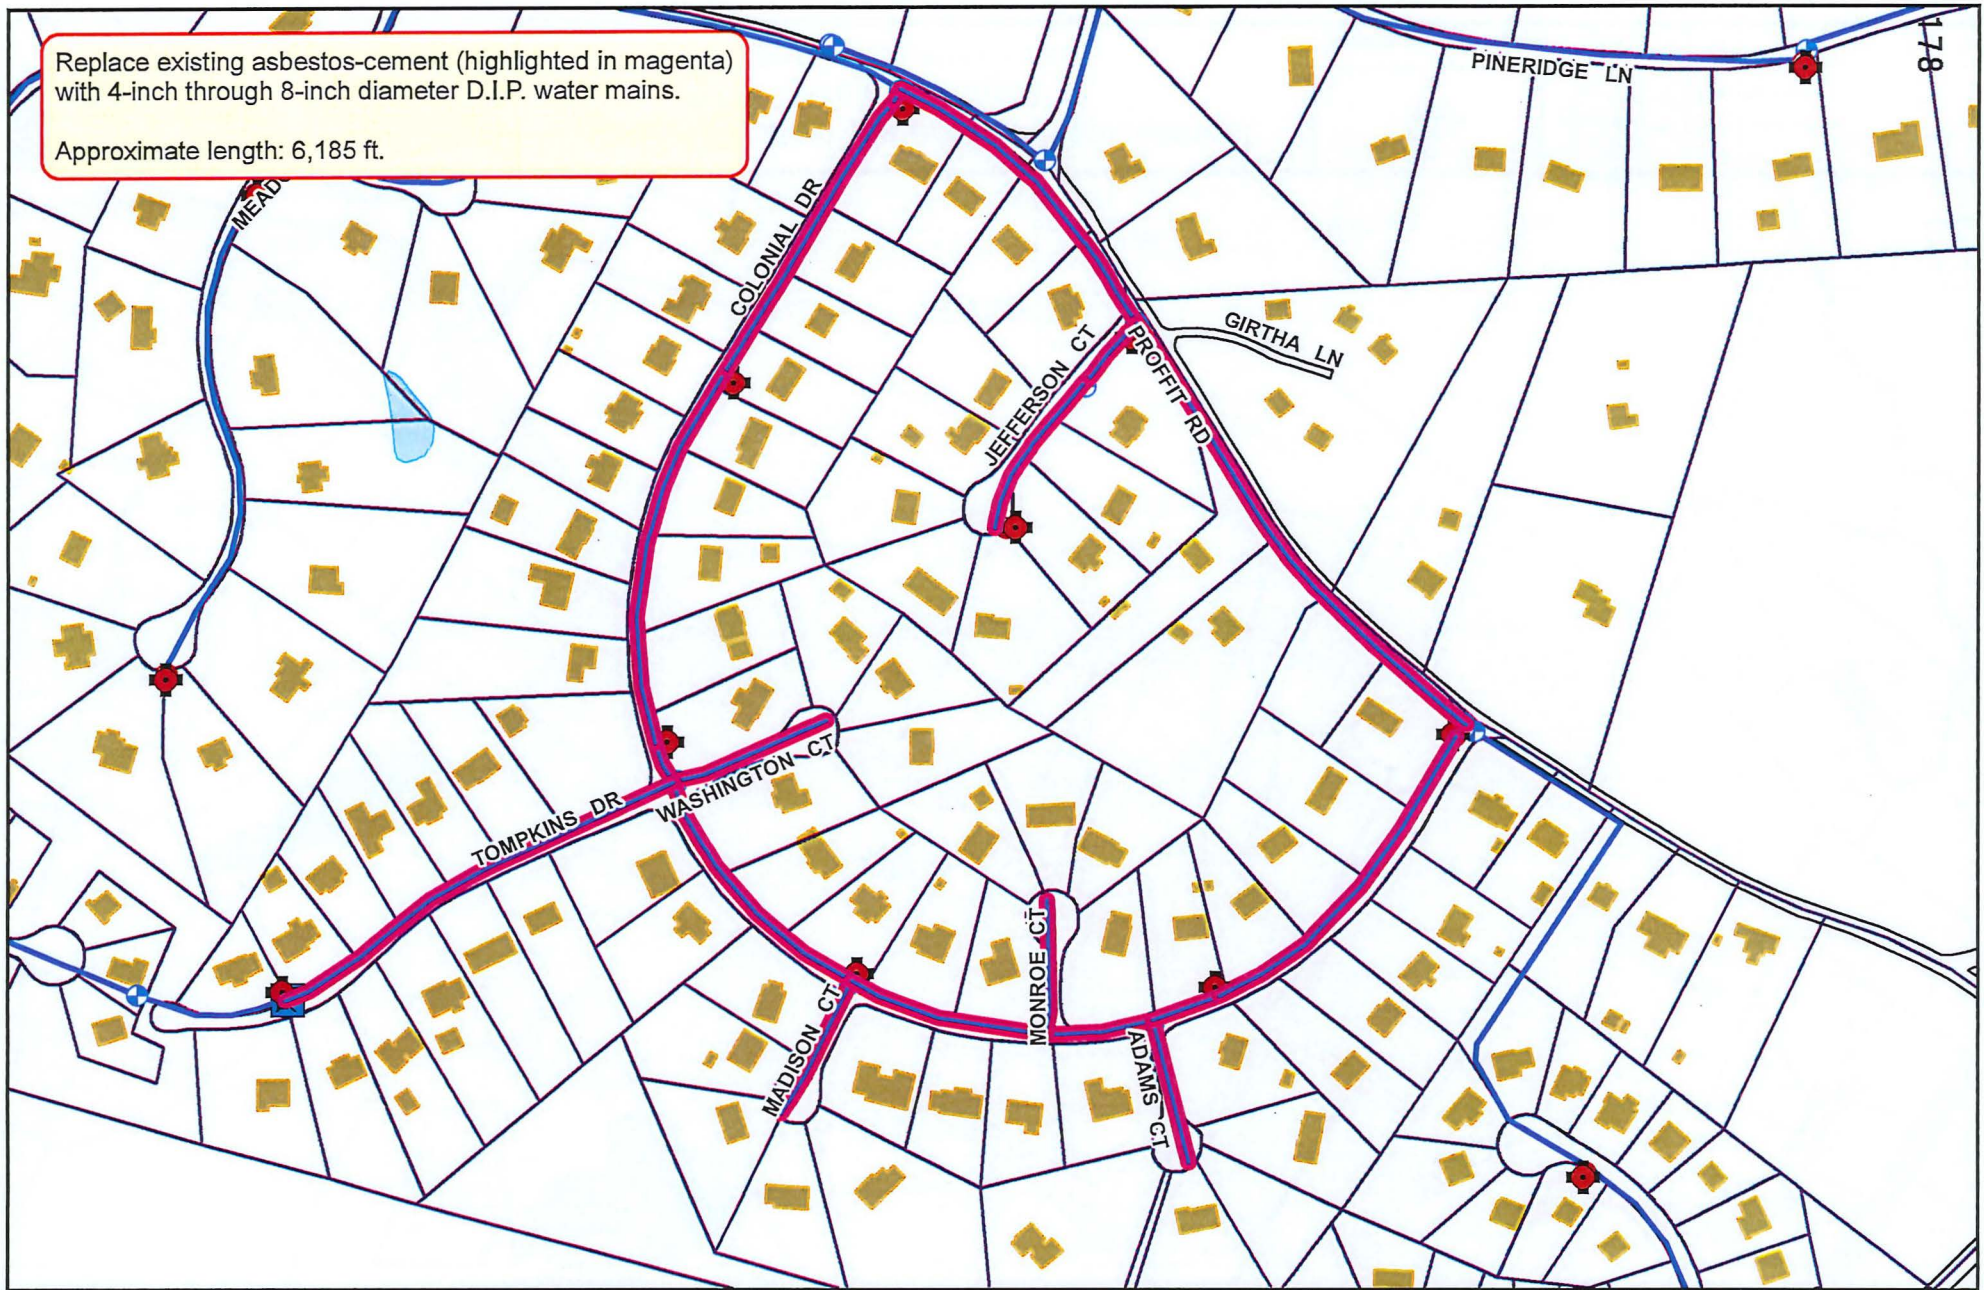 Replace existing asbestos-cement (highlighted in magenta)
with 4-inch through 8-inch diameter D.I.P. water mains.
Approximate length: 6,185 ft.
178
PINERIDGE LN
MEAD
COLONIAL DR
GIRTHA LN
JEFFERSON CT
PROFFIT RD
WASHINGTON CT
TOMPKINS DR
MONROE CT
MADISON CT
ADAMS CT